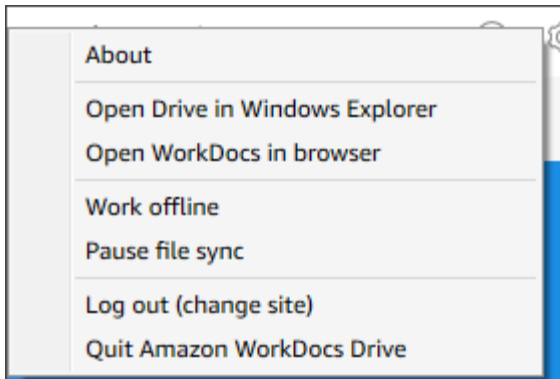 About
Open Drive in Windows Explorer
Open WorkDocs in browser
Work offline
Pause file sync
Log out (change site)
Quit Amazon WorkDocs Drive